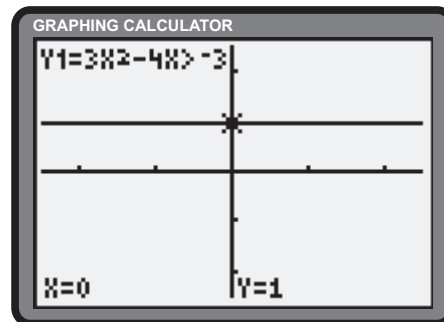 GRAPHING CALCULATOR
Y1=3X²-4X> ⁻3
X=0 Y=1